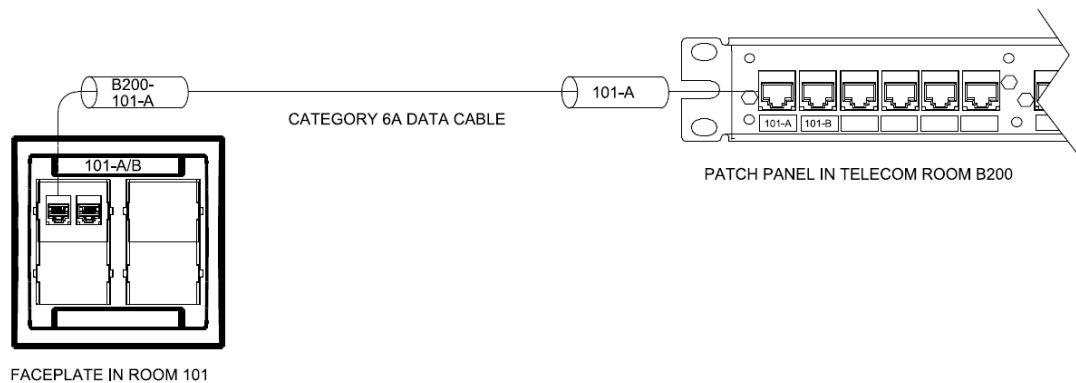 B200-
101-A
101-A
CATEGORY 6A DATA CABLE
101-A
101-B
PATCH PANEL IN TELECOM ROOM B200
101-A/B
FACEPLATE IN ROOM 101